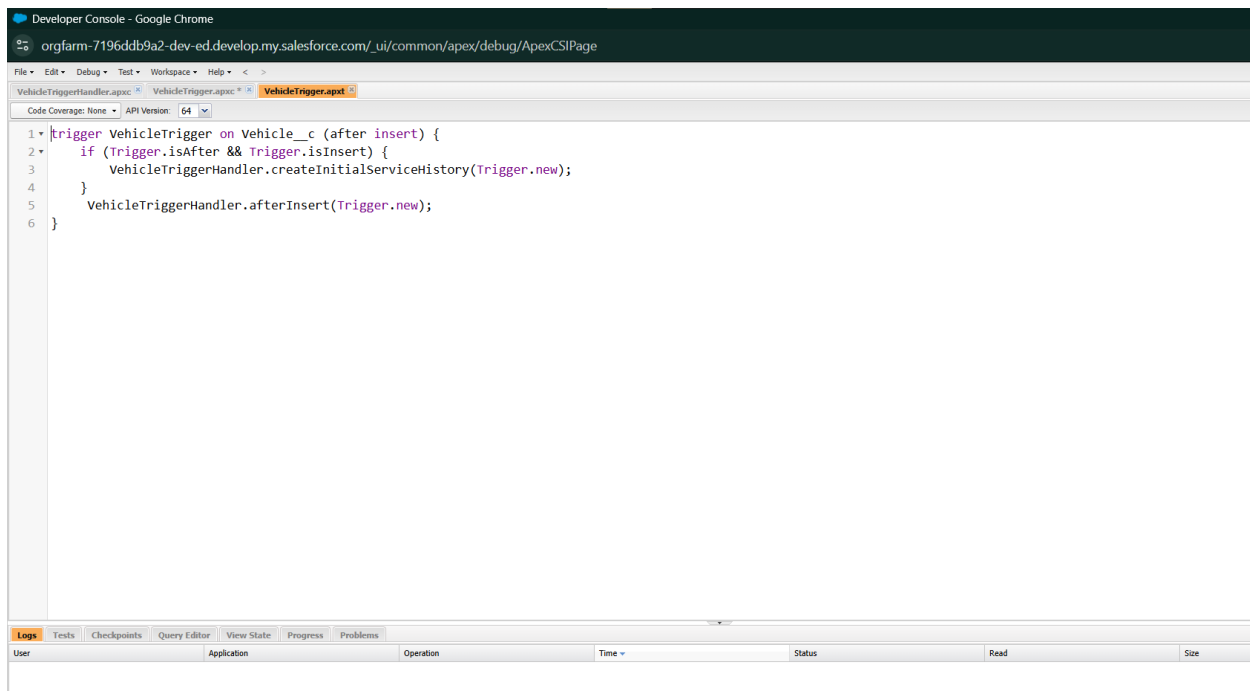 Developer Console - Google Chrome
orgfarm-7196ddb9a2-dev-ed.develop.my.salesforce.com/_ui/common/apex/debug/ApexCSIPage
File Edit Debug Test Workspace Help < >
VehicleTriggerHandler.apxc VehicleTrigger.apxc * VehicleTrigger.apxt
Code Coverage: None API Version: 64
1 trigger VehicleTrigger on Vehicle__c (after insert) {
2 if (Trigger.isAfter && Trigger.isInsert) {
3 VehicleTriggerHandler.createInitialServiceHistory(Trigger.new);
4 }
5 VehicleTriggerHandler.afterInsert(Trigger.new);
6 }
Logs Tests Checkpoints Query Editor View State Progress Problems
User Application Operation Time Status Read Size